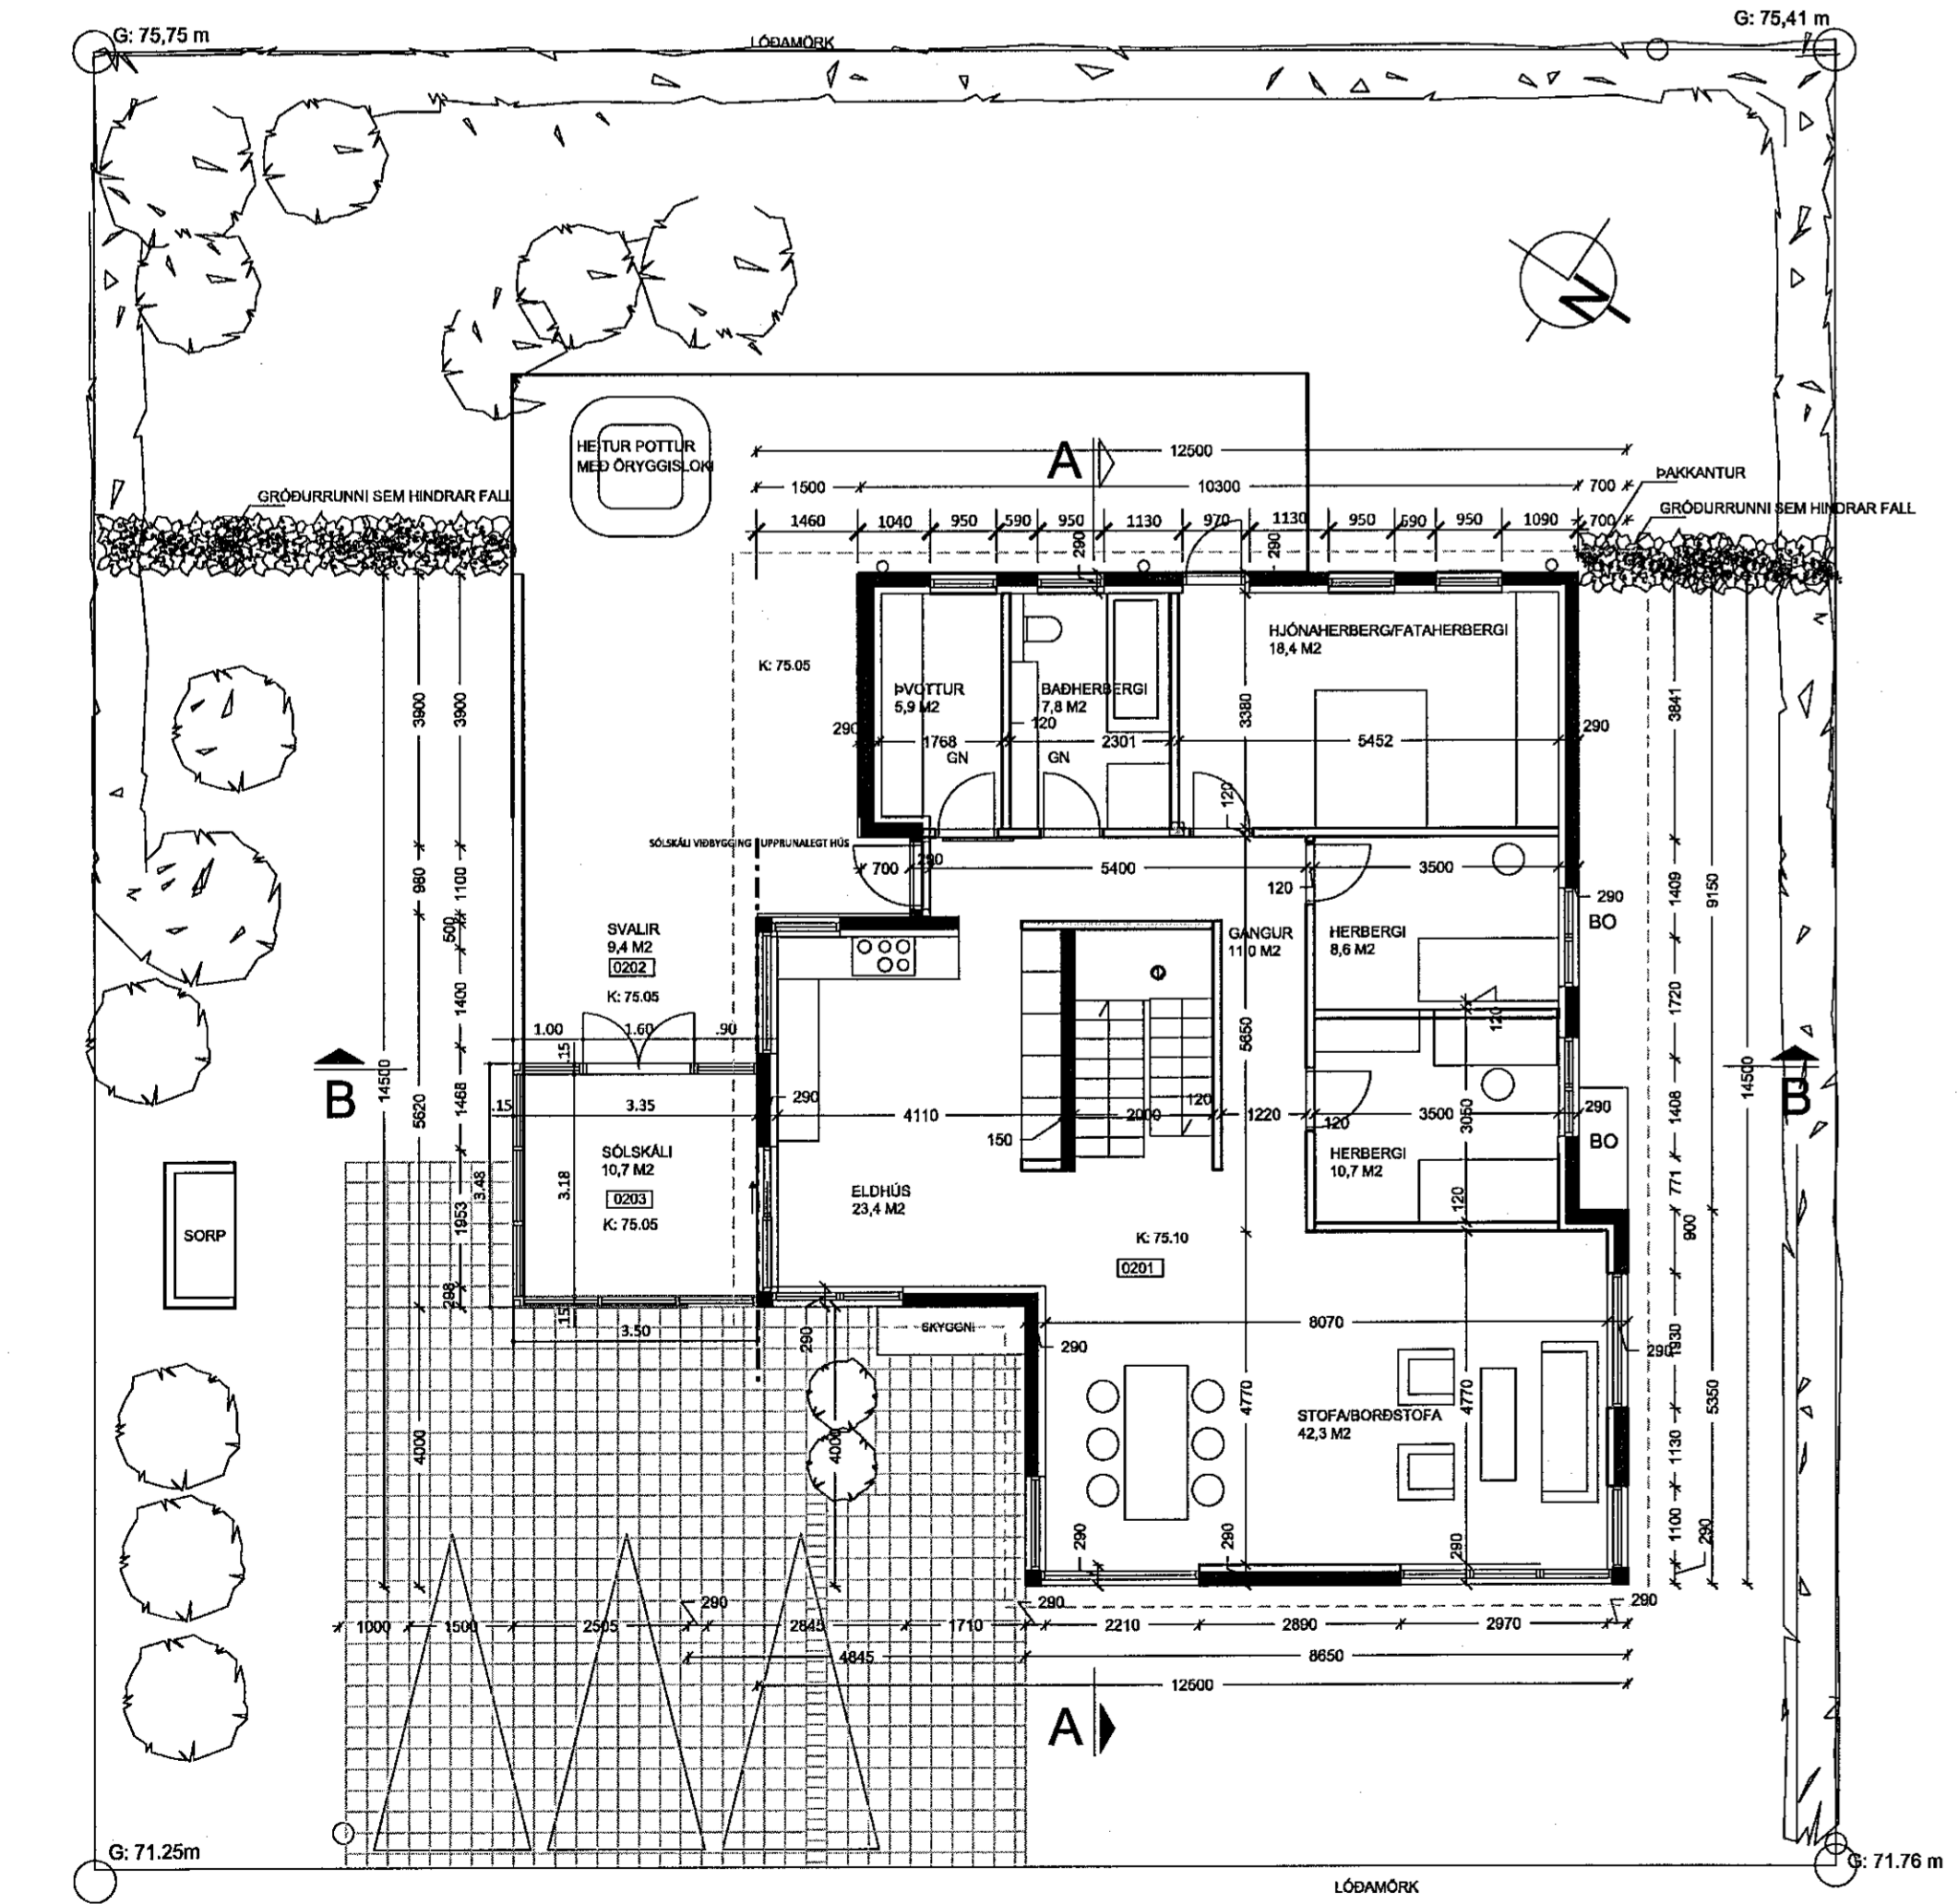 G: 75,75 m
LÓÐAMÖRK
G: 75,41 m
N
HEITUR POTTUR
MEÐ ÖRYGGISLOKI
GRÓÐURRUNNI SEM HINDRAR FALL
A
12500
ÞAKKANTUR
1500
10300
700
GRÓÐURRUNNI SEM HINDRAR FALL
1460
1040
950
590
950
1130
970
1130
950
590
950
1090
700
290
290
HJÓNAHERBERG/FATAHERBERGI
18,4 M2
K: 75.05
ÞVOTTUR
5,9 M2
BAÐHERBERGI
7,8 M2
3900
3900
3380
3841
290
120
290
1768
2301
5452
GN
GN
120
SÓLSKÁLI VIÐBYGGING
UPPRUNALEGT HÚS
700
290
5400
3500
120
290
980
1100
500
1409
9150
BO
SVALIR
9,4 M2
0202
K: 75.05
GANGUR
11,0 M2
HERBERGI
8,6 M2
1400
1720
1.00
1.60
.90
.15
5650
120
14500
5620
1468
B
B
14500
.15
3.35
290
4110
2000
120
1220
3500
3050
120
290
1408
150
BO
SÓLSKÁLI
10,7 M2
0203
K: 75.05
3.18
3.48
1953
HERBERGI
10,7 M2
ELDHÚS
23,4 M2
120
771
900
SORP
K: 75.10
0201
298
.15
3.50
290
SKYGGNI
290
8070
290
1930
5350
4000
4000
4770
4770
STOFA/BORÐSTOFA
42,3 M2
1130
1100
290
290
290
290
290
290
290
1000
1500
2505
2845
1710
2210
2890
2970
4845
8650
12500
A
G: 71.25m
G: 71.76 m
LÓÐAMÖRK